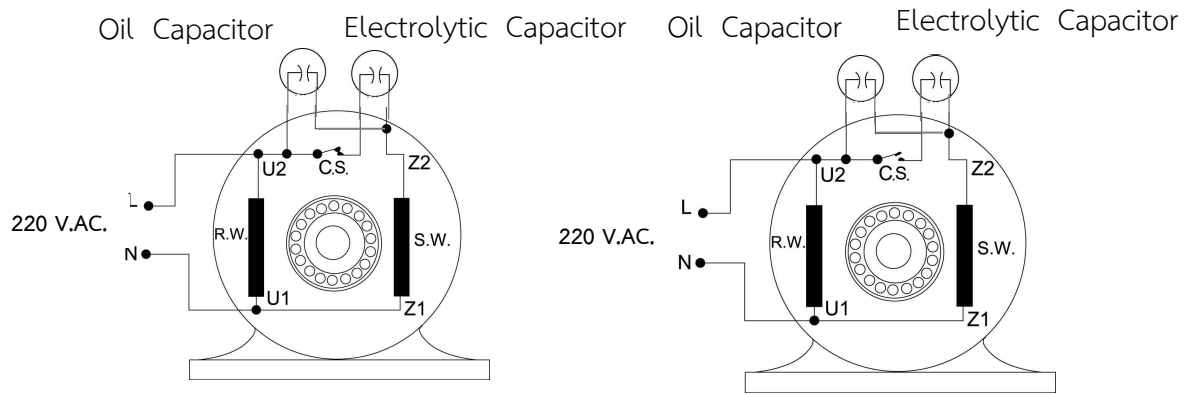 Oil Capacitor
Electrolytic Capacitor
U2
C.S.
Z2
L
220 V.AC.
R.W.
S.W.
N
U1
Z1
Oil Capacitor
Electrolytic Capacitor
U2
C.S.
Z2
L
220 V.AC.
R.W.
S.W.
N
U1
Z1